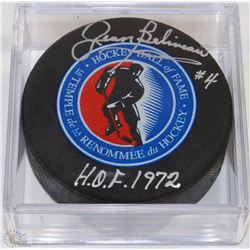 Jean Beliveau
#4
HOCKEY HALL of FAME
LE TEMPLE de la RENOMMÉE du HOCKEY
H.O.F. 1972